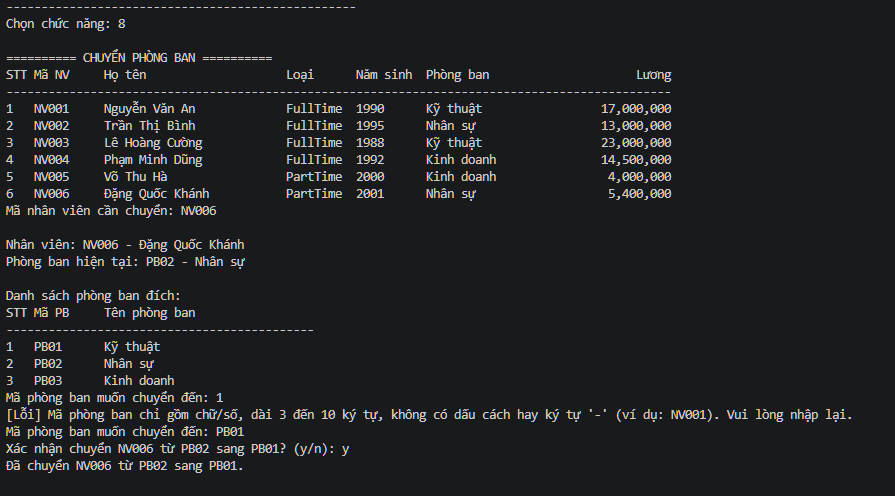 --------------------------------------------------
Chọn chức năng: 8
========== CHUYỂN PHÒNG BAN ==========
STT Mã NV     Họ tên                    Loại      Năm sinh  Phòng ban                     Lương
-----------------------------------------------------------------------------------------------
1   NV001     Nguyễn Văn An             FullTime  1990      Kỹ thuật                 17,000,000
2   NV002     Trần Thị Bình             FullTime  1995      Nhân sự                  13,000,000
3   NV003     Lê Hoàng Cường            FullTime  1988      Kỹ thuật                 23,000,000
4   NV004     Phạm Minh Dũng            FullTime  1992      Kinh doanh               14,500,000
5   NV005     Võ Thu Hà                 PartTime  2000      Kinh doanh                4,000,000
6   NV006     Đặng Quốc Khánh           PartTime  2001      Nhân sự                   5,400,000
Mã nhân viên cần chuyển: NV006
Nhân viên: NV006 - Đặng Quốc Khánh
Phòng ban hiện tại: PB02 - Nhân sự
Danh sách phòng ban đích:
STT Mã PB     Tên phòng ban
--------------------------------------------
1   PB01      Kỹ thuật
2   PB02      Nhân sự
3   PB03      Kinh doanh
Mã phòng ban muốn chuyển đến: 1
[Lỗi] Mã phòng ban chỉ gồm chữ/số, dài 3 đến 10 ký tự, không có dấu cách hay ký tự '-' (ví dụ: NV001). Vui lòng nhập lại.
Mã phòng ban muốn chuyển đến: PB01
Xác nhận chuyển NV006 từ PB02 sang PB01? (y/n): y
Đã chuyển NV006 từ PB02 sang PB01.